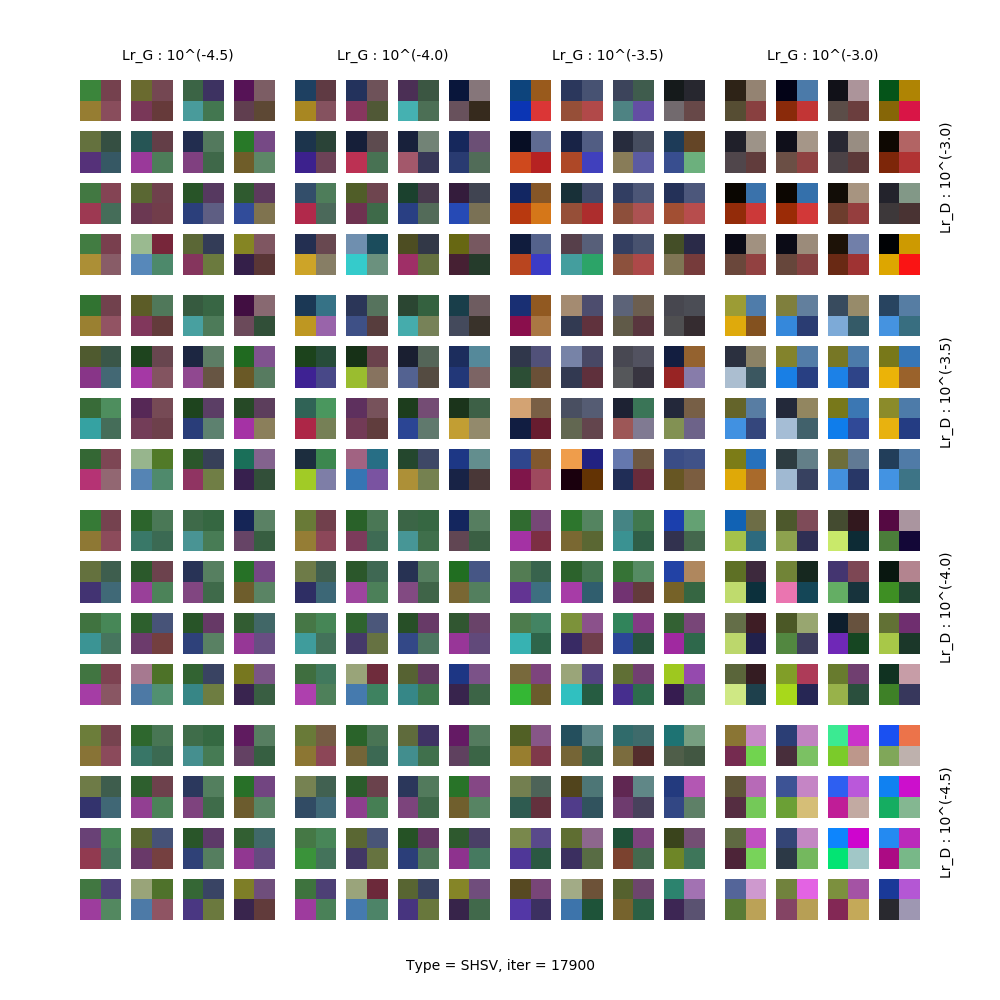 Lr_G : 10^(-4.5)
Lr_G : 10^(-4.0)
Lr_G : 10^(-3.5)
Lr_G : 10^(-3.0)
Lr_D : 10^(-3.0)
Lr_D : 10^(-3.5)
Lr_D : 10^(-4.0)
Lr_D : 10^(-4.5)
Type = SHSV, iter = 17900